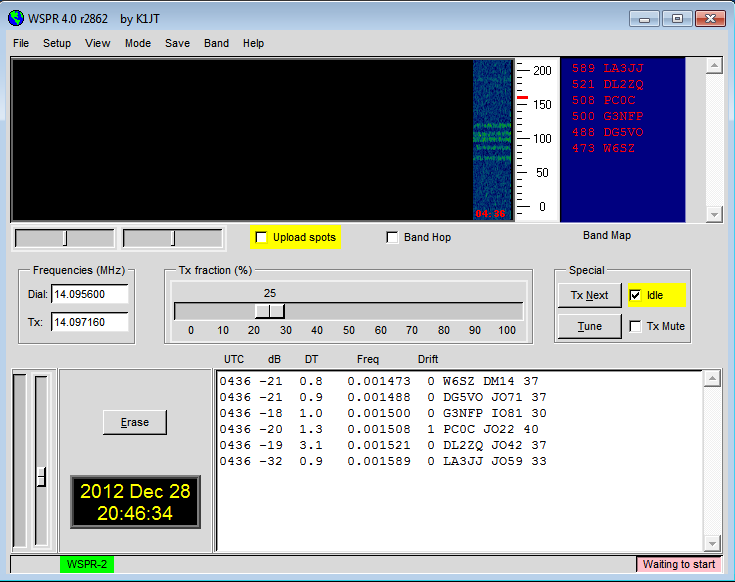 WSPR 4.0 r2862    by K1JT
File Setup View Mode Save Band Help
200
150
100
50
0
04:36
589 LA3JJ
521 DL2ZQ
508 PC0C
500 G3NFP
488 DG5VO
473 W6SZ
Upload spots
Band Hop
Band Map
Frequencies (MHz)
Dial: 14.095600
Tx: 14.097160
Tx fraction (%)
25
0 10 20 30 40 50 60 70 80 90 100
Special
Tx Next Idle
Tune Tx Mute
UTC dB DT Freq Drift
0436 -21 0.8 0.001473 0 W6SZ DM14 37
0436 -21 0.9 0.001488 0 DG5VO JO71 37
0436 -18 1.0 0.001500 0 G3NFP IO81 30
0436 -20 1.3 0.001508 1 PC0C JO22 40
0436 -19 3.1 0.001521 0 DL2ZQ JO42 37
0436 -32 0.9 0.001589 0 LA3JJ JO59 33
Erase
2012 Dec 28
20:46:34
WSPR-2
Waiting to start